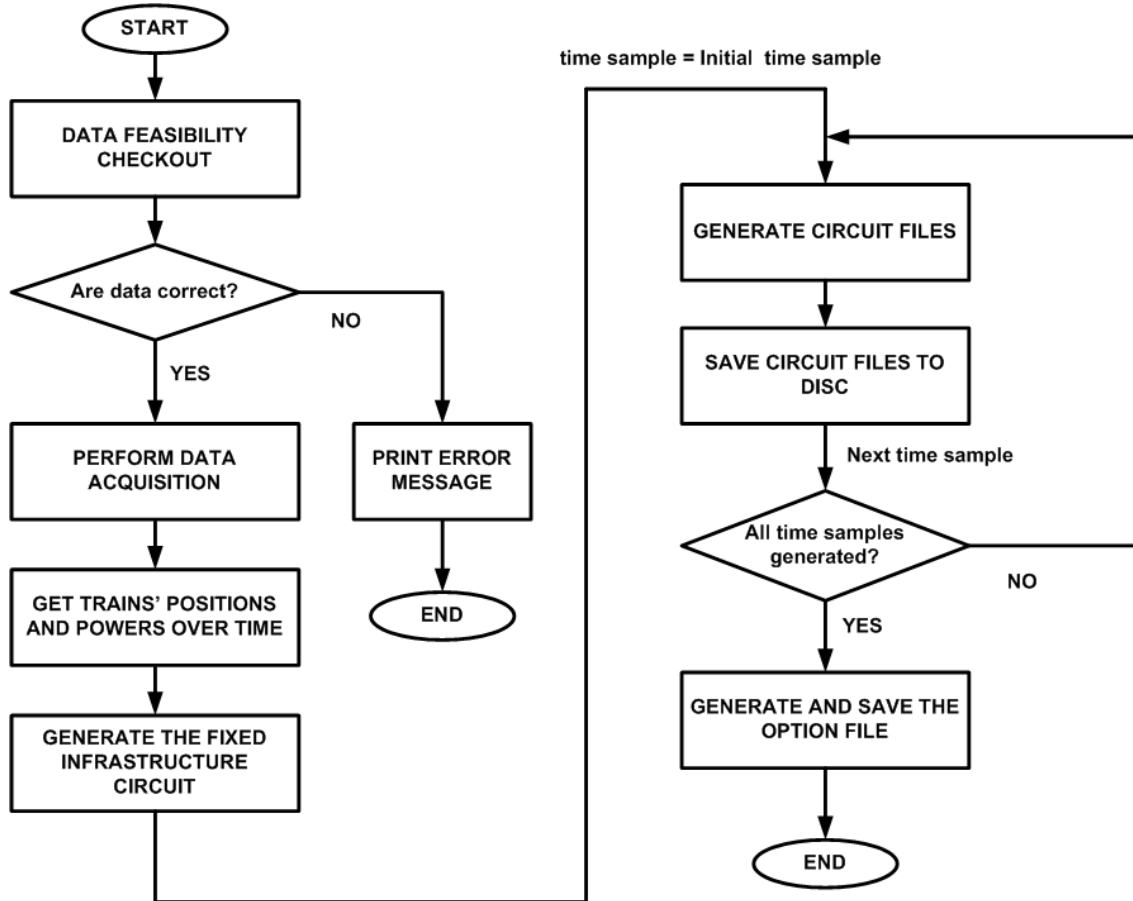 START
DATA FEASIBILITY
CHECKOUT
Are data correct?
NO
YES
PERFORM DATA
ACQUISITION
PRINT ERROR
MESSAGE
GET TRAINS' POSITIONS
AND POWERS OVER TIME
END
GENERATE THE FIXED
INFRASTRUCTURE
CIRCUIT
time sample = Initial time sample
GENERATE CIRCUIT FILES
SAVE CIRCUIT FILES TO
DISC
Next time sample
All time samples
generated?
NO
YES
GENERATE AND SAVE THE
OPTION FILE
END